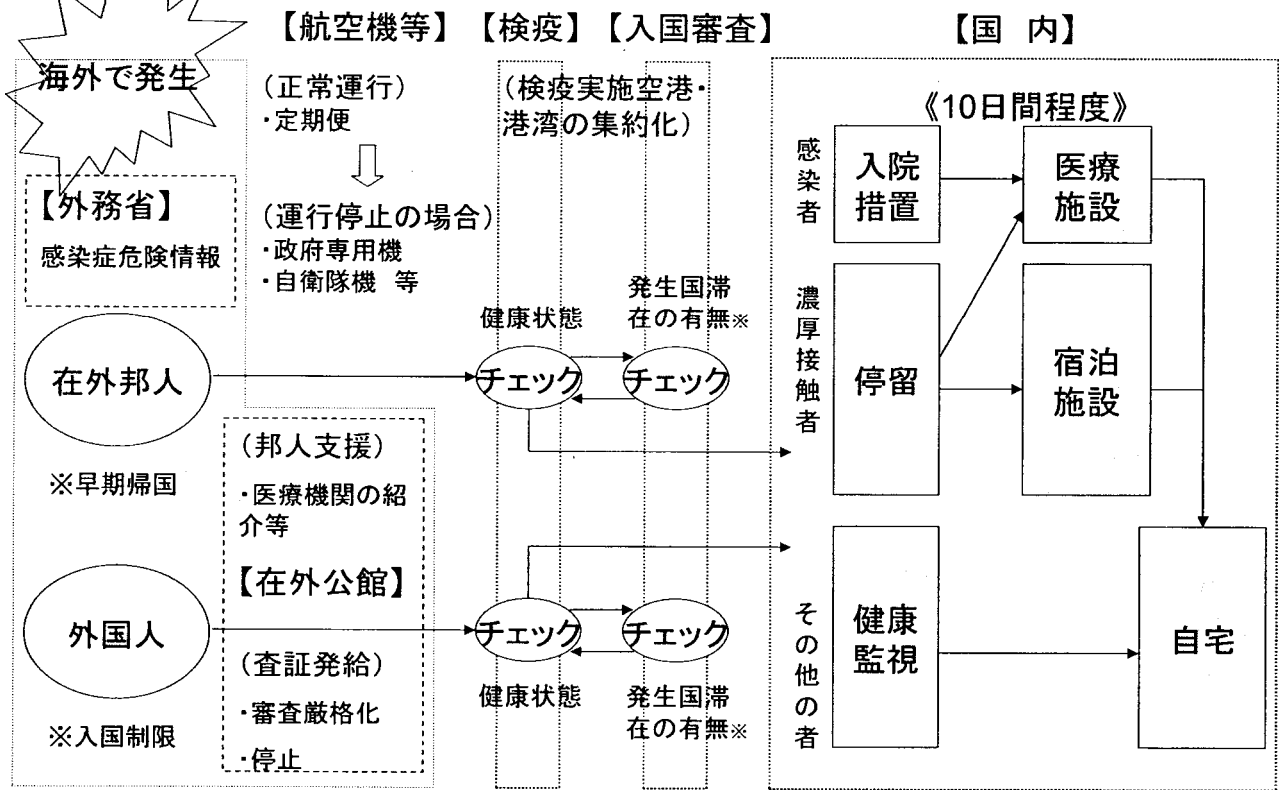 【航空機等】
【検疫】
【入国審査】
【国 内】
海外で発生
【外務省】
感染症危険情報
(正常運行)
・定期便
(運行停止の場合)
・政府専用機
・自衛隊機 等
(検疫実施空港・
港湾の集約化)
《10日間程度》
感染者
入院
措置
医療
施設
濃厚接触者
停留
宿泊
施設
その他の者
健康
監視
自宅
在外邦人
※早期帰国
健康状態
チェック
発生国滞
在の有無※
チェック
(邦人支援)
・医療機関の紹
介等
【在外公館】
(査証発給)
・審査厳格化
・停止
外国人
※入国制限
チェック
健康状態
チェック
発生国滞
在の有無※